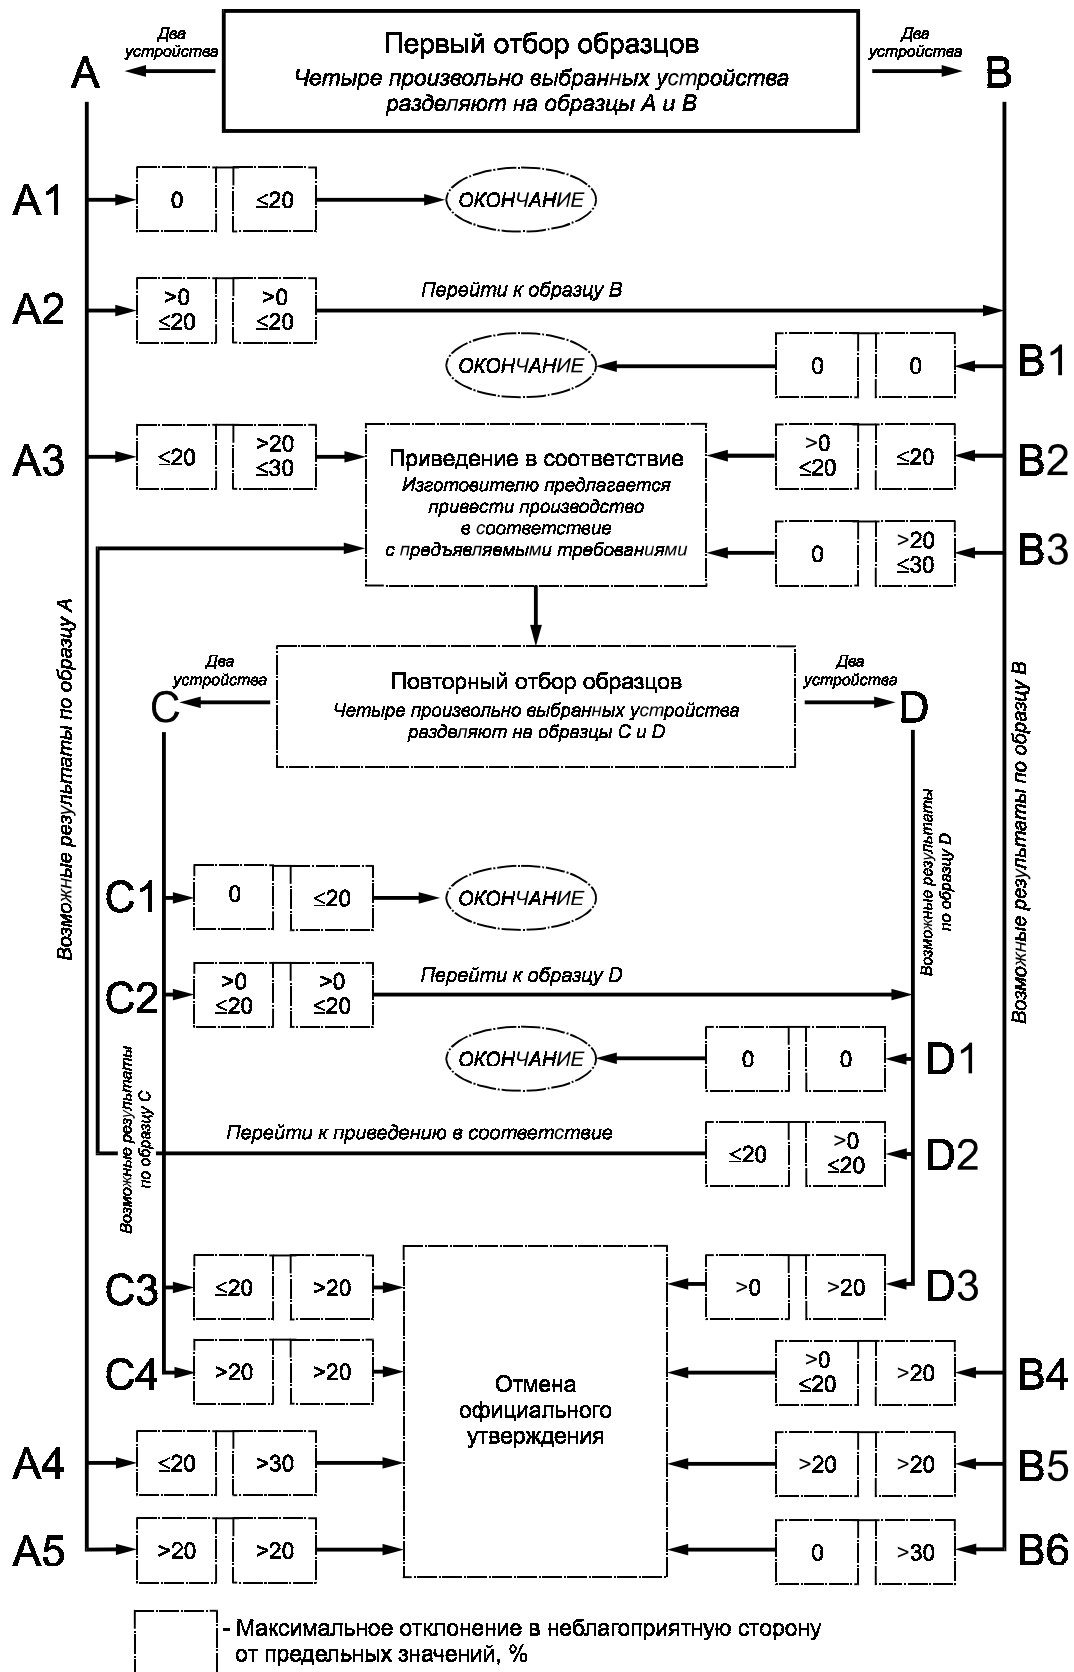 Два
устройства
Первый отбор образцов
Четыре произвольно выбранных устройства
разделяют на образцы А и В
Два
устройства
A
B
A1
0
≤20
ОКОНЧАНИЕ
A2
>0
≤20
>0
≤20
Перейти к образцу В
ОКОНЧАНИЕ
0
0
B1
A3
≤20
>20
≤30
Приведение в соответствие
Изготовителю предлагается
привести производство
в соответствие
с предъявляемыми требованиями
>0
≤20
≤20
B2
0
>20
≤30
B3
Возможные результаты по образцу А
Возможные результаты по образцу В
Два
устройства
Повторный отбор образцов
Четыре произвольно выбранных устройства
разделяют на образцы С и D
Два
устройства
C
D
Возможные результаты
по образцу D
C1
0
≤20
ОКОНЧАНИЕ
C2
>0
≤20
>0
≤20
Перейти к образцу D
ОКОНЧАНИЕ
0
0
D1
Возможные результаты
по образцу С
Перейти к приведению в соответствие
≤20
>0
≤20
D2
C3
≤20
>20
>0
>20
D3
C4
>20
>20
Отмена
официального
утверждения
>0
≤20
>20
B4
A4
≤20
>30
>20
>20
B5
A5
>20
>20
0
>30
B6
- Максимальное отклонение в неблагоприятную сторону
от предельных значений, %